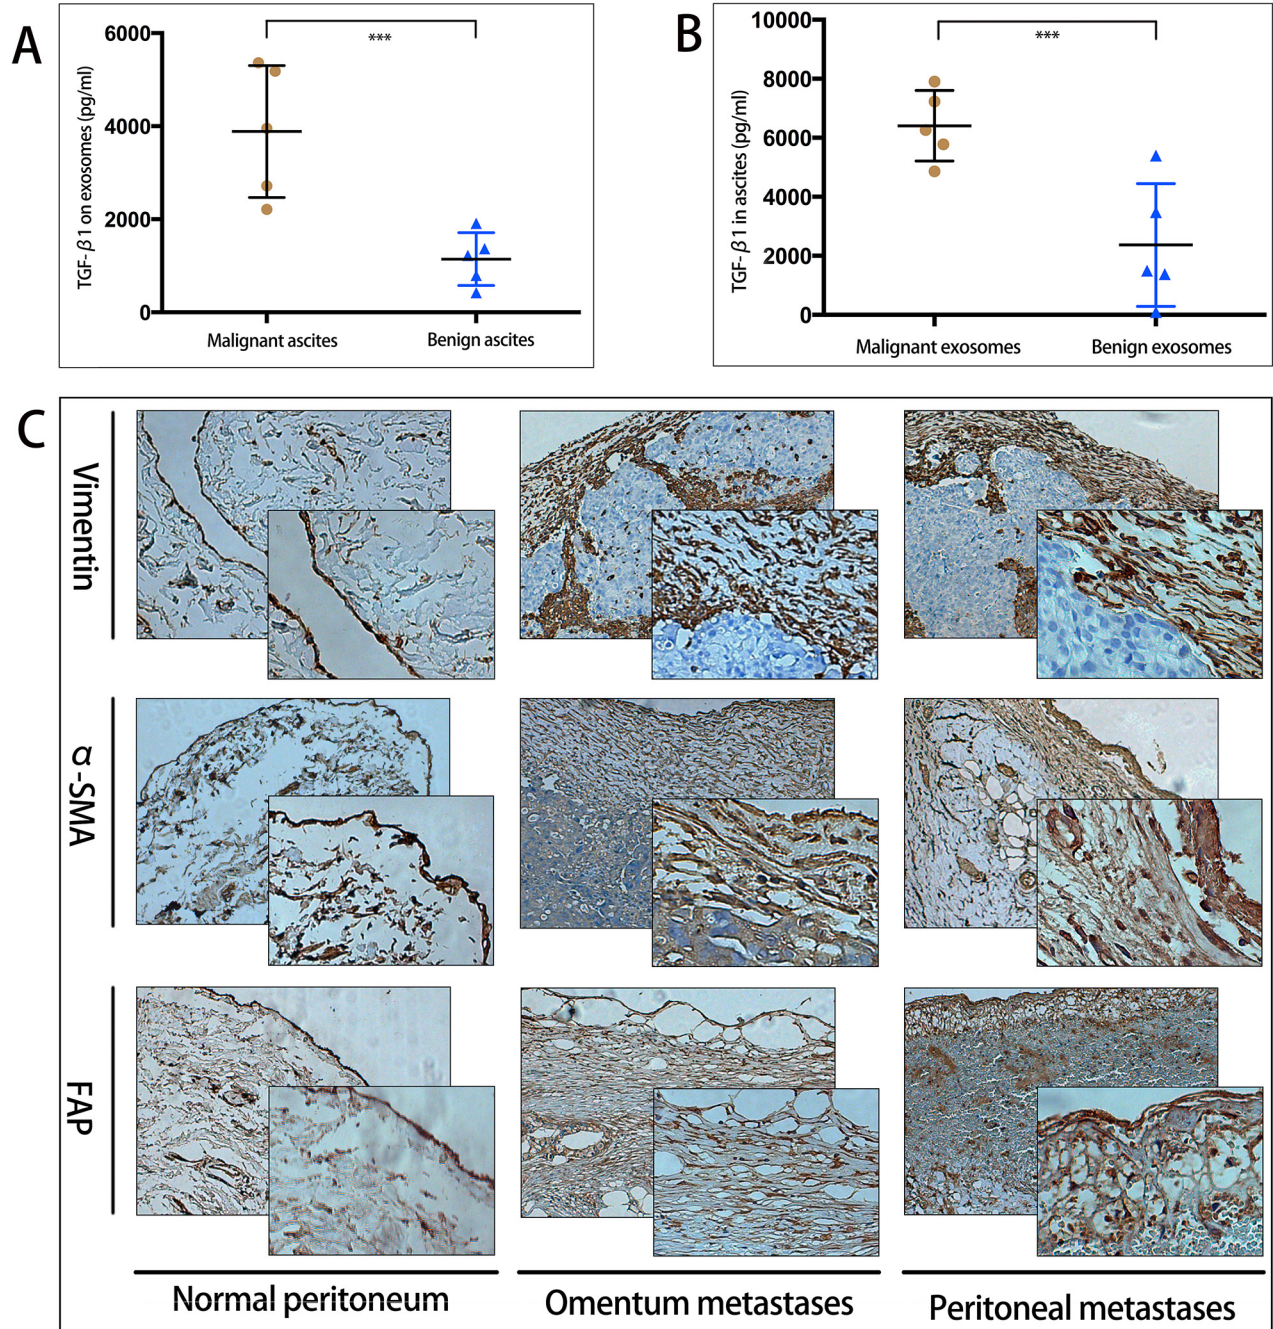 A
TGF-β1 on exosomes (pg/ml)
6000
4000
2000
0
***
Malignant ascites
Benign ascites
B
TGF-β1 in ascites (pg/ml)
10000
8000
6000
4000
2000
0
***
Malignant exosomes
Benign exosomes
C
Vimentin
α-SMA
FAP
Normal peritoneum
Omentum metastases
Peritoneal metastases